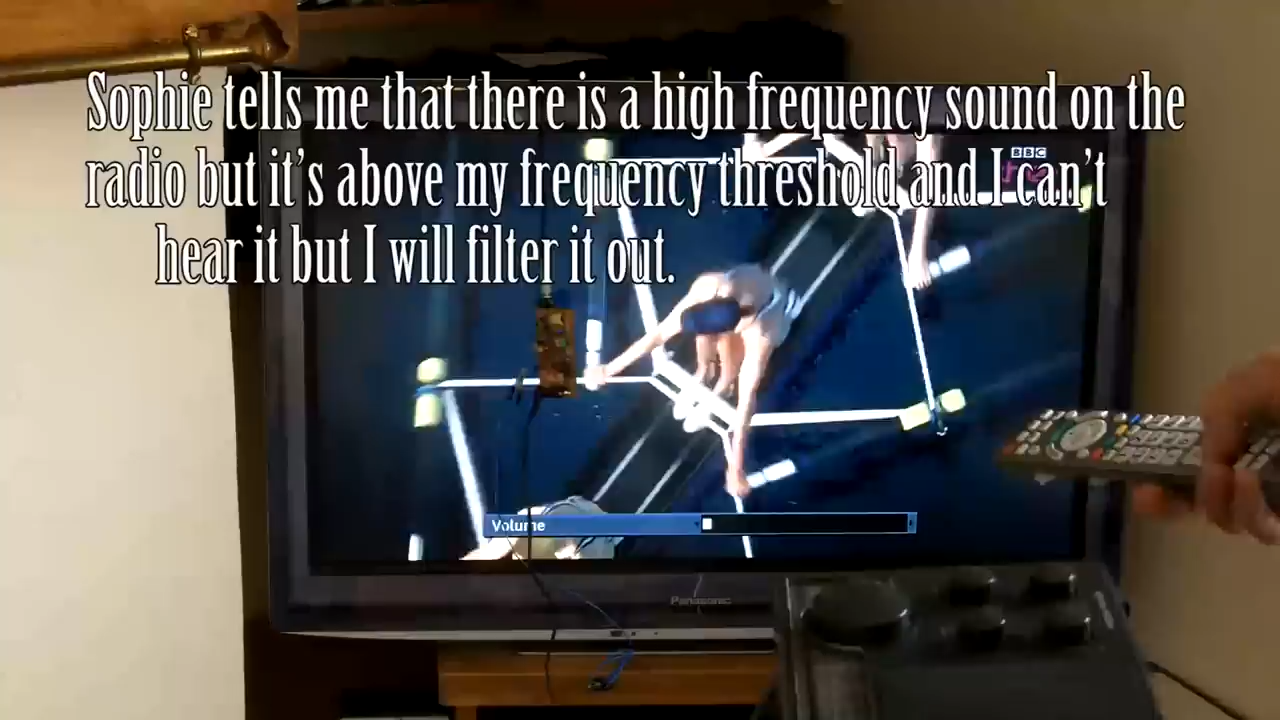 Sophie tells me that there is a high frequency sound on the
radio but it's above my frequency threshold and I can't
hear it but I will filter it out.
BBC
Volume
Panasonic